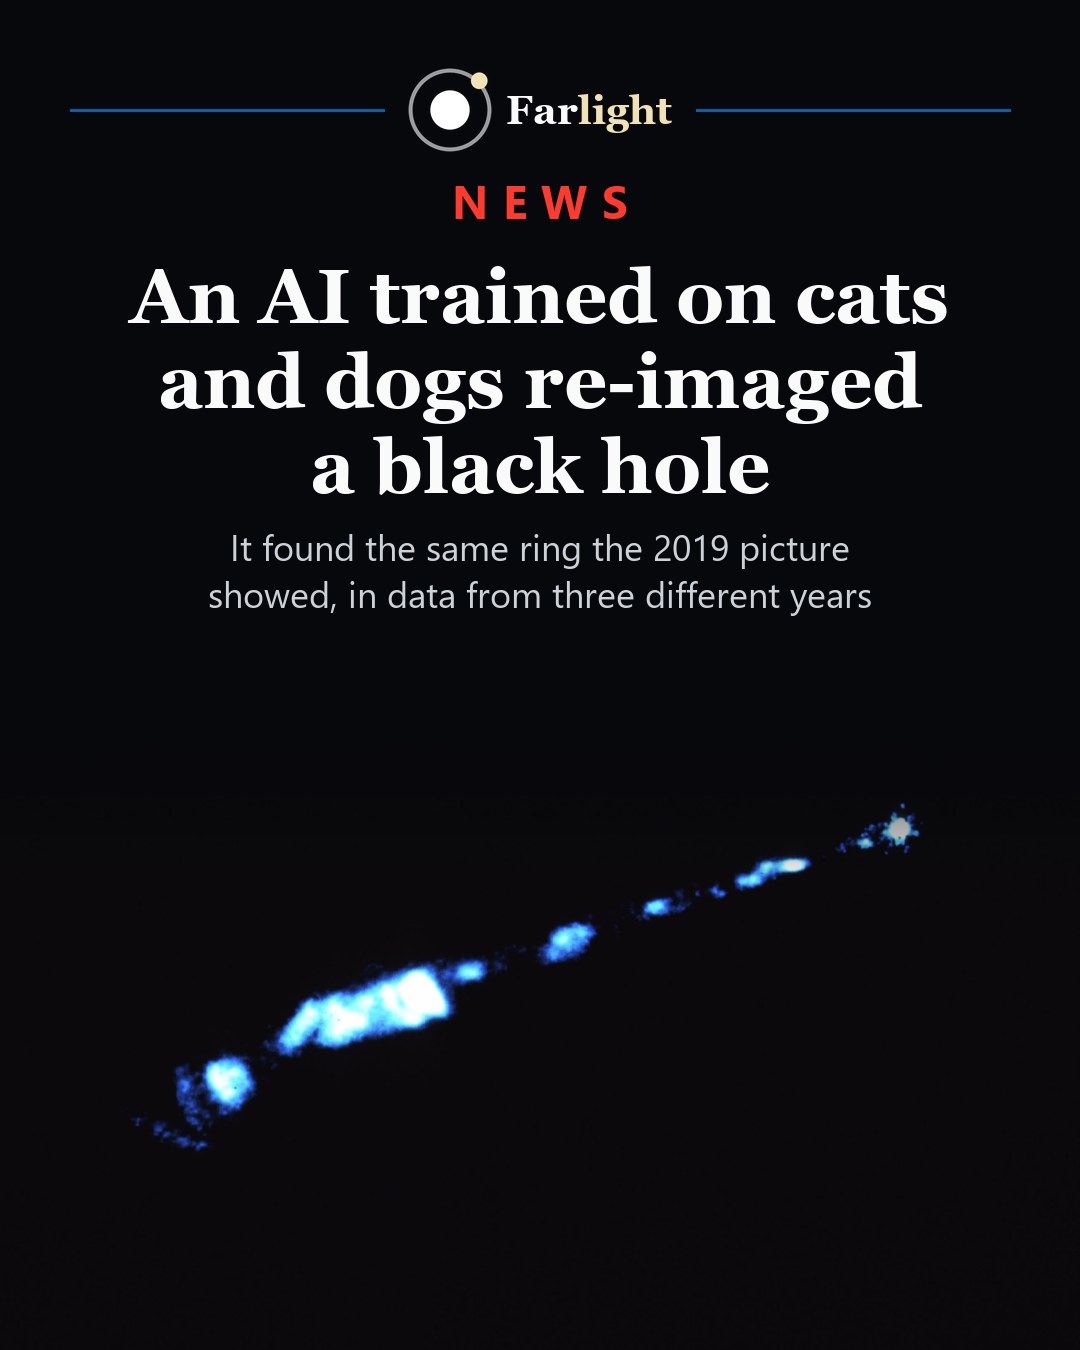 Farlight
NEWS
An AI trained on cats
and dogs re-imaged
a black hole
It found the same ring the 2019 picture
showed, in data from three different years